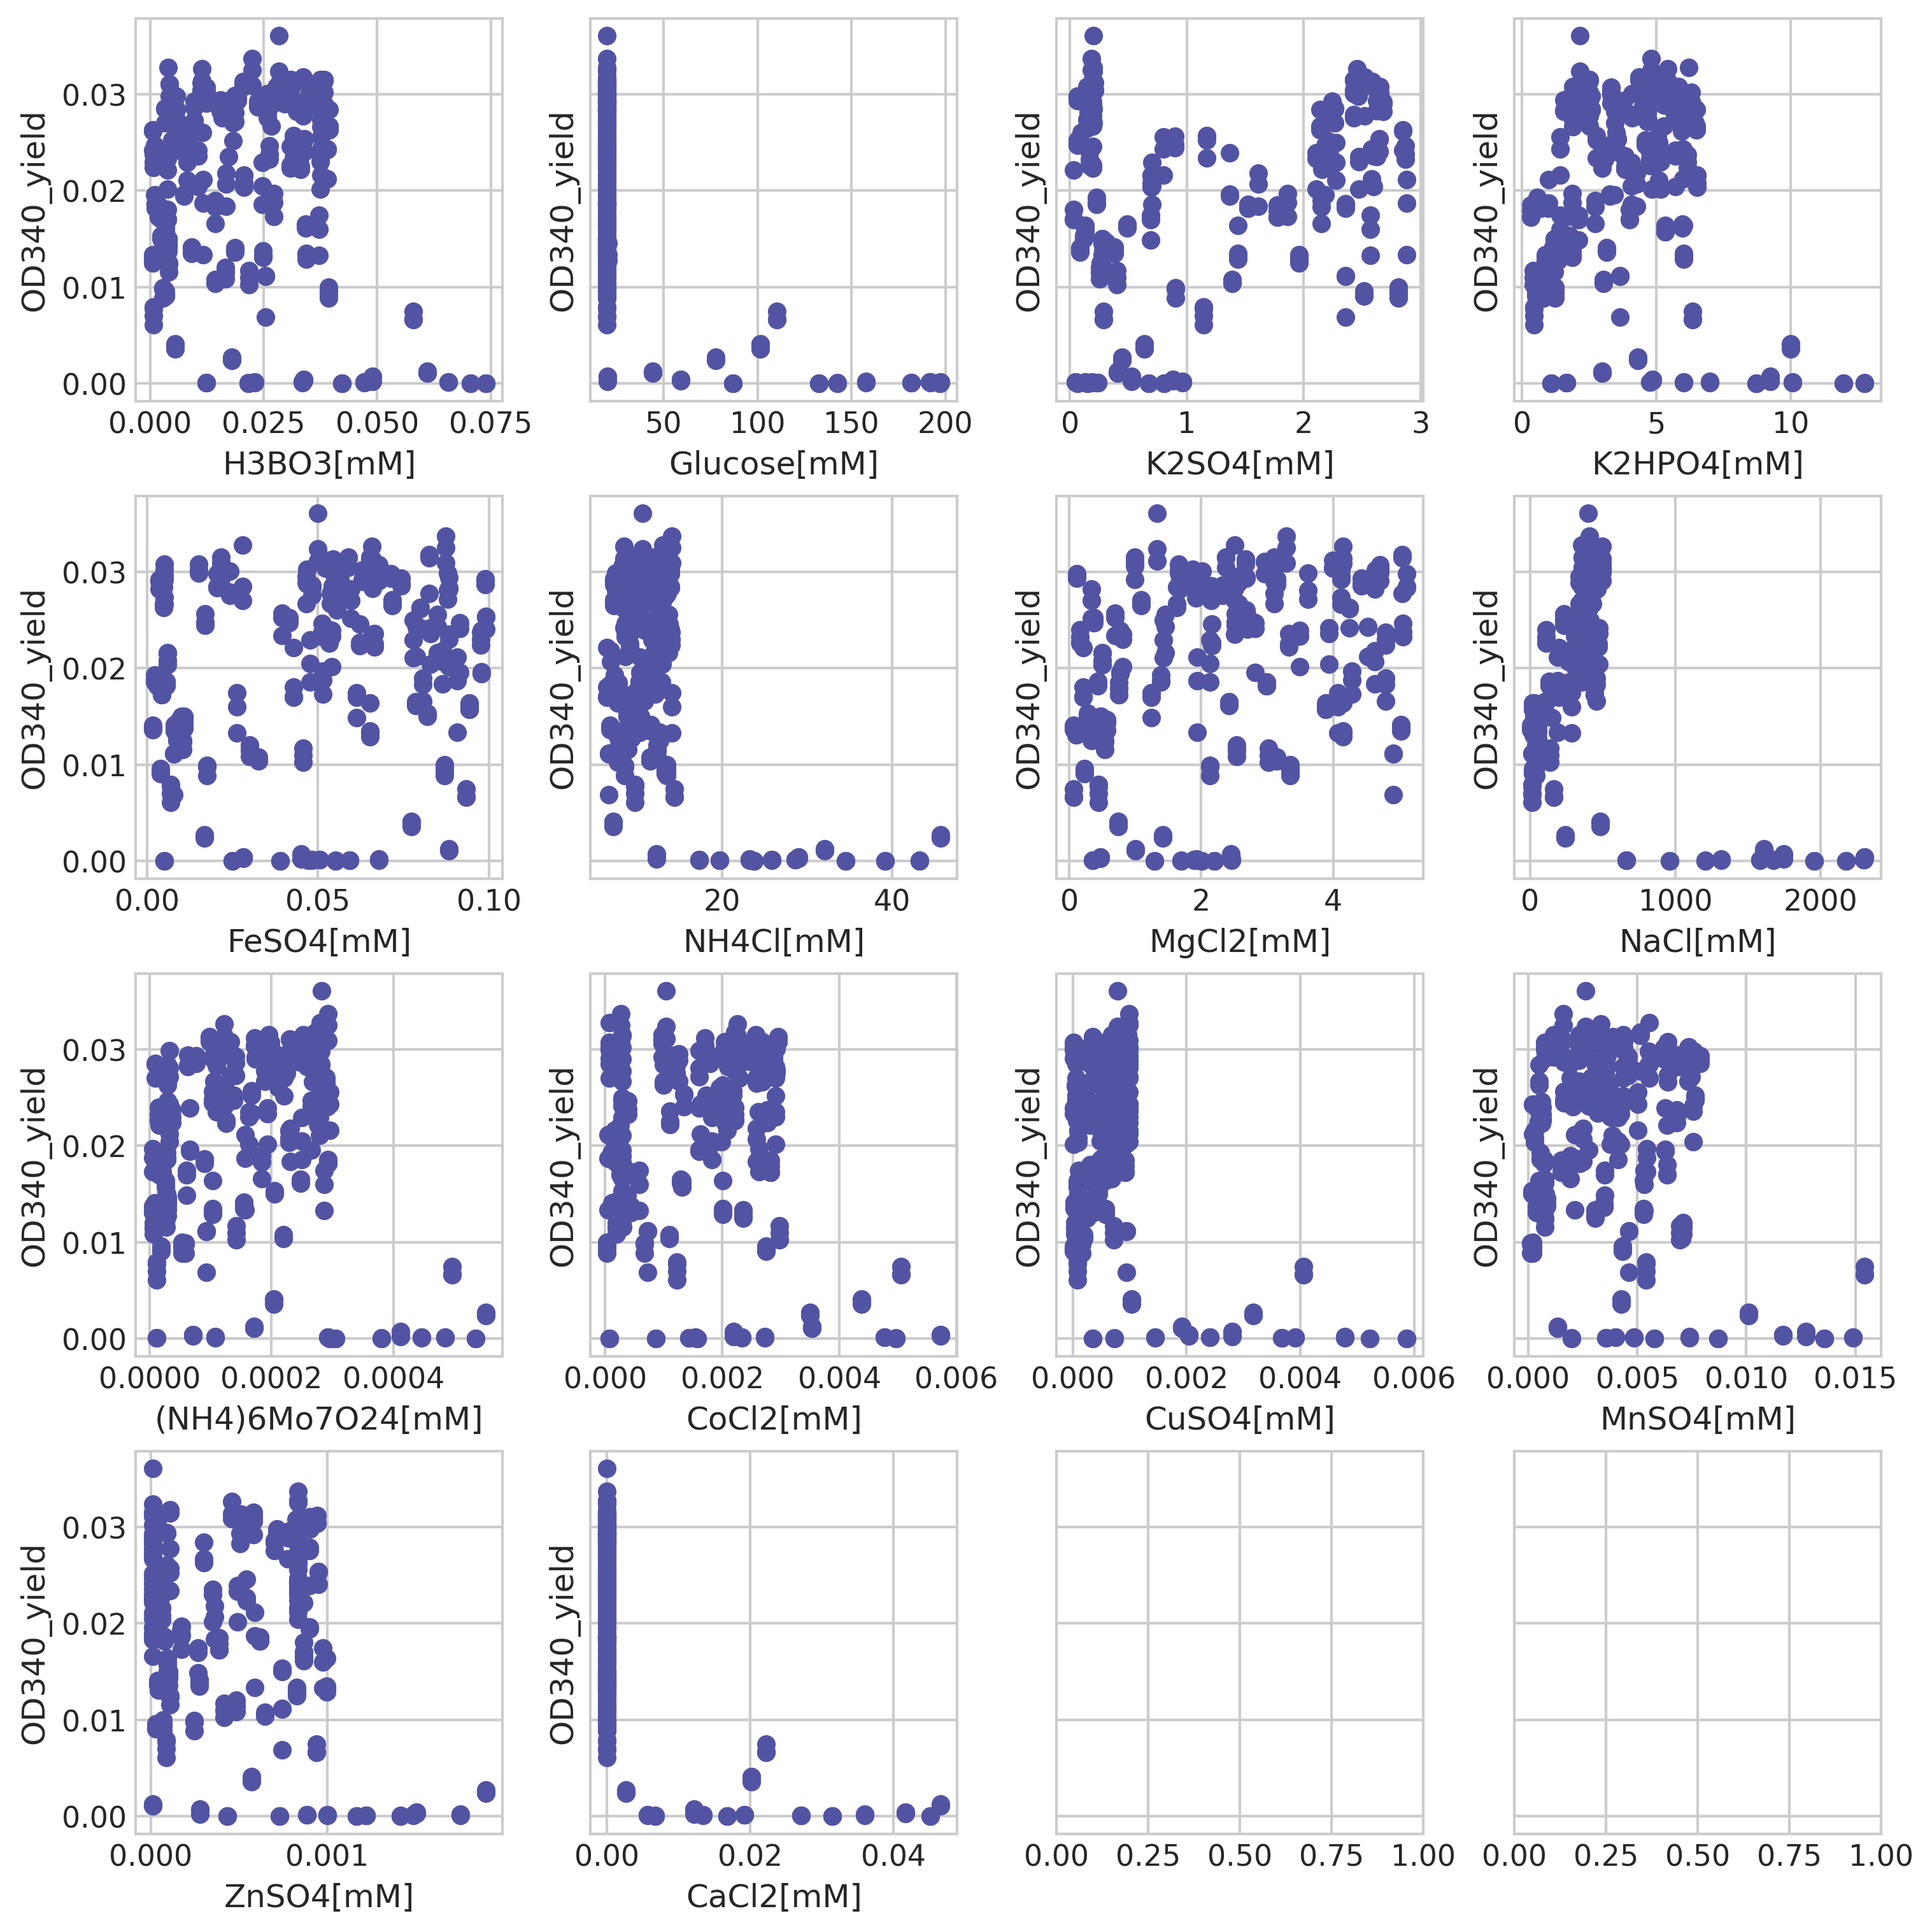 OD340_yield
0.03
0.02
0.01
0.00
0.000 0.025 0.050 0.075
H3BO3[mM]
OD340_yield
50 100 150 200
Glucose[mM]
OD340_yield
0 1 2 3
K2SO4[mM]
OD340_yield
0 5 10
K2HPO4[mM]
OD340_yield
0.03
0.02
0.01
0.00
0.00 0.05 0.10
FeSO4[mM]
OD340_yield
20 40
NH4Cl[mM]
OD340_yield
0 2 4
MgCl2[mM]
OD340_yield
0 1000 2000
NaCl[mM]
OD340_yield
0.03
0.02
0.01
0.00
0.0000 0.0002 0.0004
(NH4)6Mo7O24[mM]
OD340_yield
0.000 0.002 0.004 0.006
CoCl2[mM]
OD340_yield
0.000 0.002 0.004 0.006
CuSO4[mM]
OD340_yield
0.000 0.005 0.010 0.015
MnSO4[mM]
OD340_yield
0.03
0.02
0.01
0.00
0.000 0.001
ZnSO4[mM]
OD340_yield
0.00 0.02 0.04
CaCl2[mM]
0.00 0.25 0.50 0.75 1.00
0.00 0.25 0.50 0.75 1.00